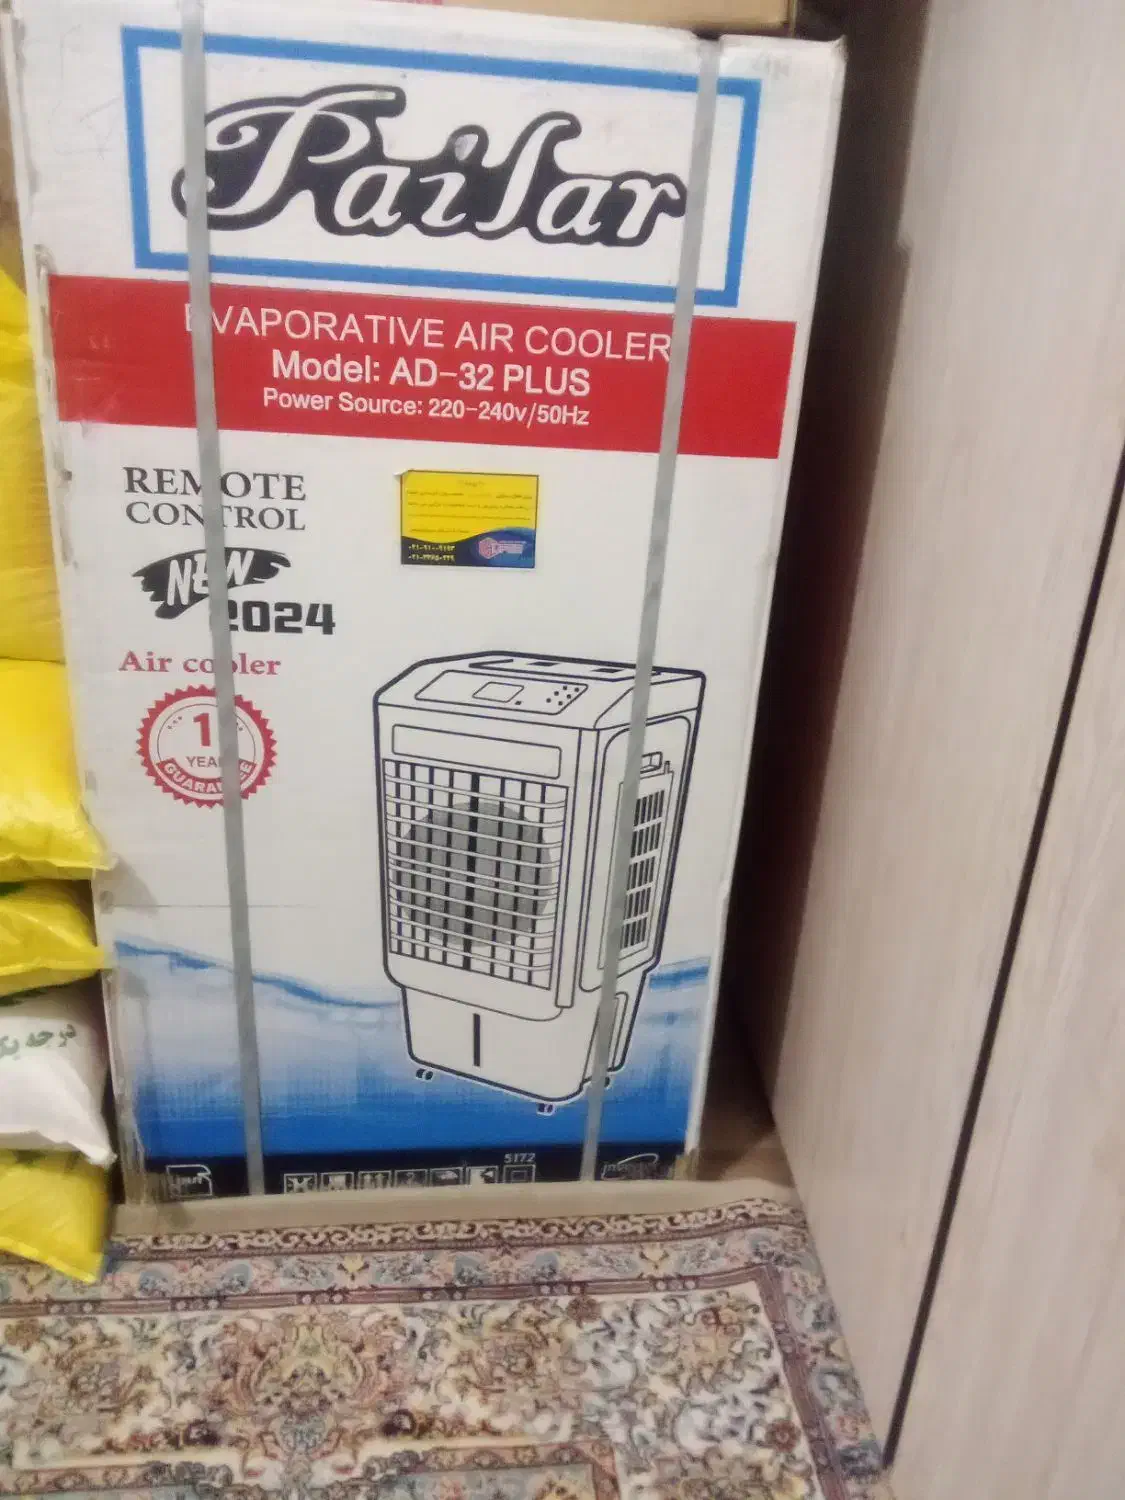 Pailar
EVAPORATIVE AIR COOLER
Model: AD-32 PLUS
Power Source: 220-240v/50Hz
REMOTE
CONTROL
NEW
2024
Air cooler
1
YEAR
GUARANTEE
5172